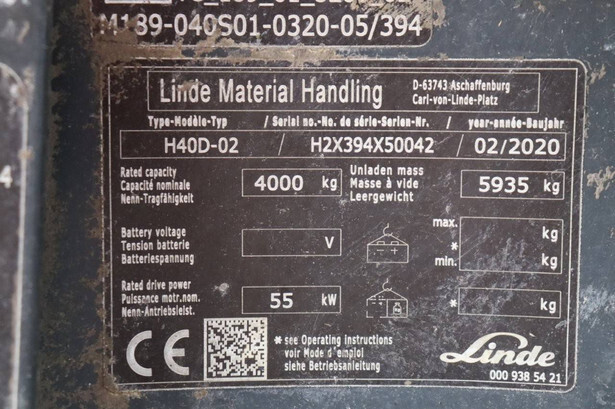 M189-040S01-0320-05/394
Linde Material Handling
D-63743 Aschaffenburg
Carl-von-Linde-Platz
Type-Modèle-Typ / Serial no.-No. de série-Serien-Nr. / year-année-Baujahr
H40D-02 / H2X394X50042 / 02/2020
Rated capacity
Capacité nominale
Nenn-Tragfähigkeit
4000 kg
Unladen mass
Masse à vide
Leergewicht
5935 kg
Battery voltage
Tension batterie
Batteriespannung
V
max. kg
*
min. kg
Rated drive power
Puissance motr.nom.
Nenn-Antriebsleist.
55 kW
* kg
CE
* see Operating instructions
voir Mode d'emploi
siehe Betriebsanleitung
Linde
000 938 54 21
4